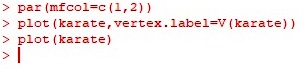 > par(mfcol=c(1,2))
> plot(karate,vertex.label=V(karate))
> plot(karate)
>